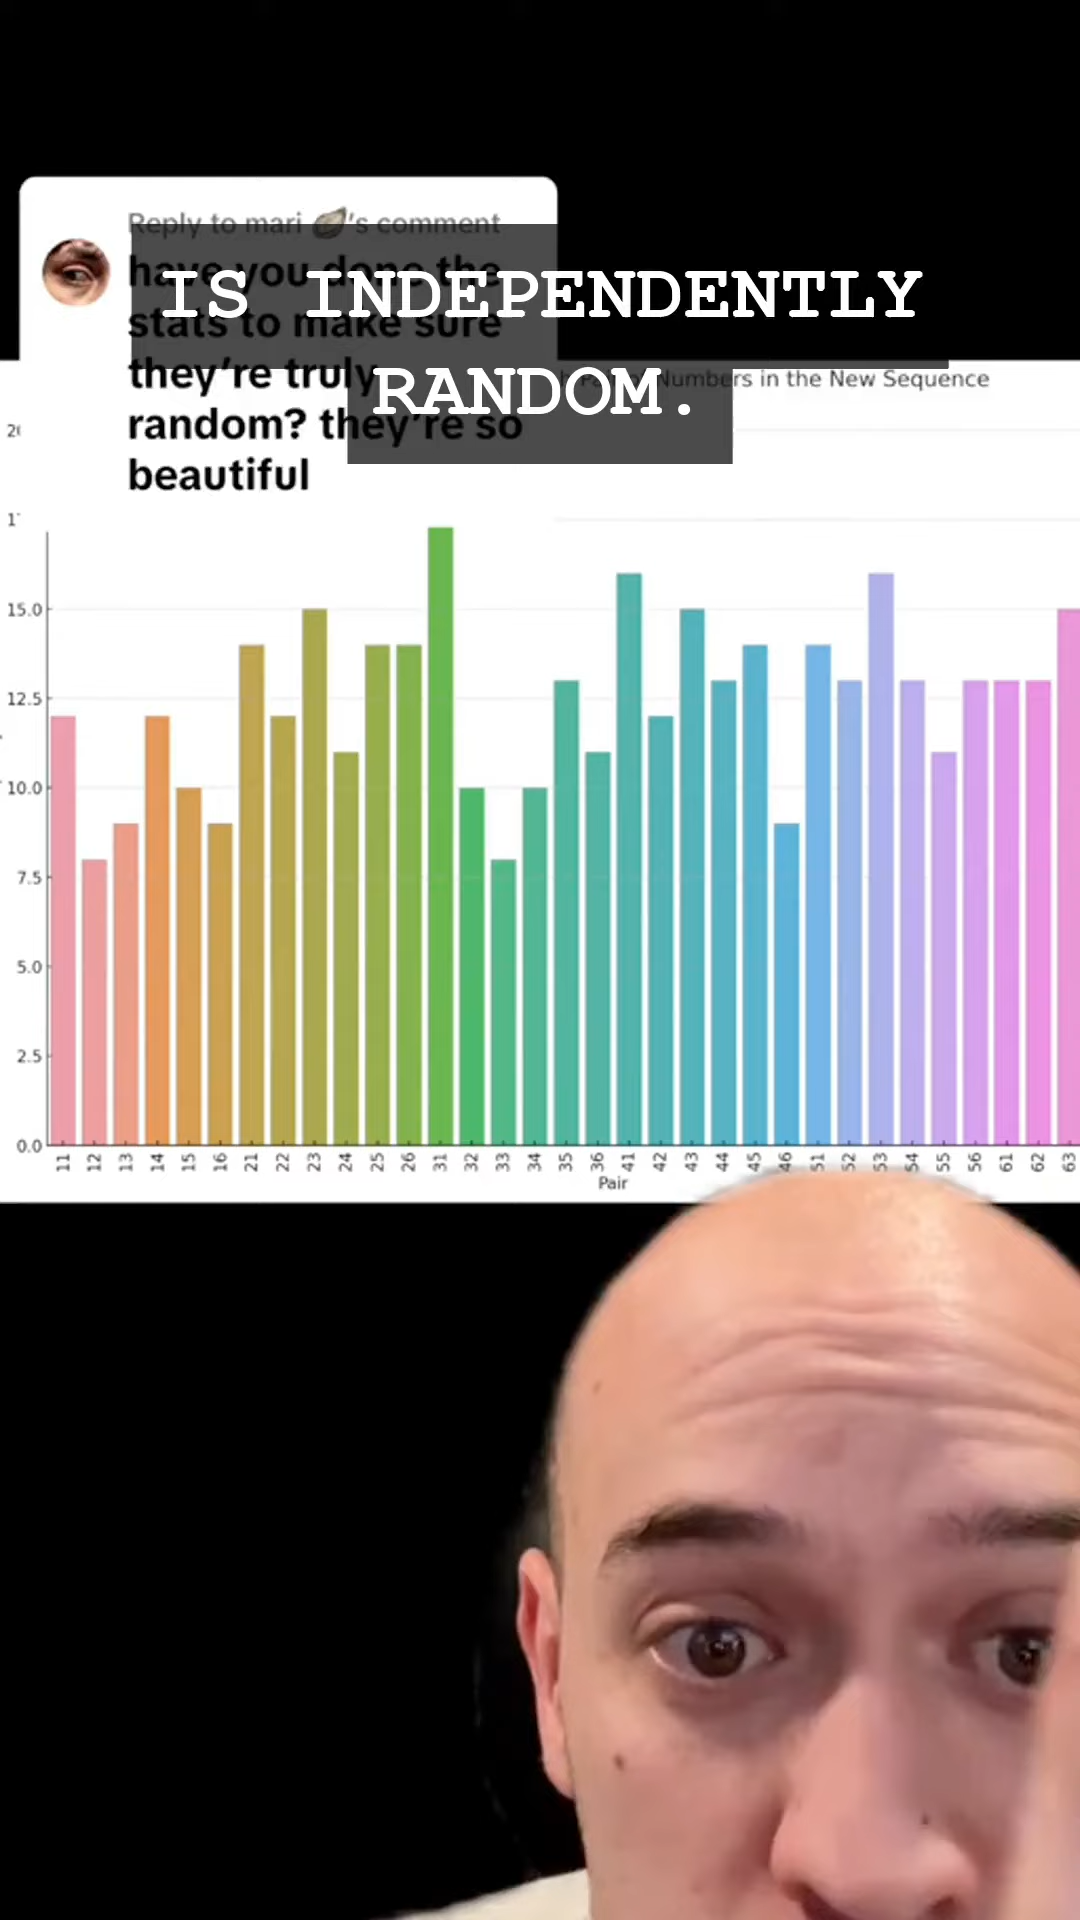 Reply to mari 's comment
have you done the
stats to make sure
they're truly
random? they're so
beautiful
IS INDEPENDENTLY
RANDOM.
Numbers in the New Sequence
15.0
12.5
10.0
7.5
5.0
2.5
0.0
11 12 13 14 15 16 21 22 23 24 25 26 31 32 33 34 35 36 41 42 43 44 45 46 51 52 53 54 55 56 61 62 63
Pair